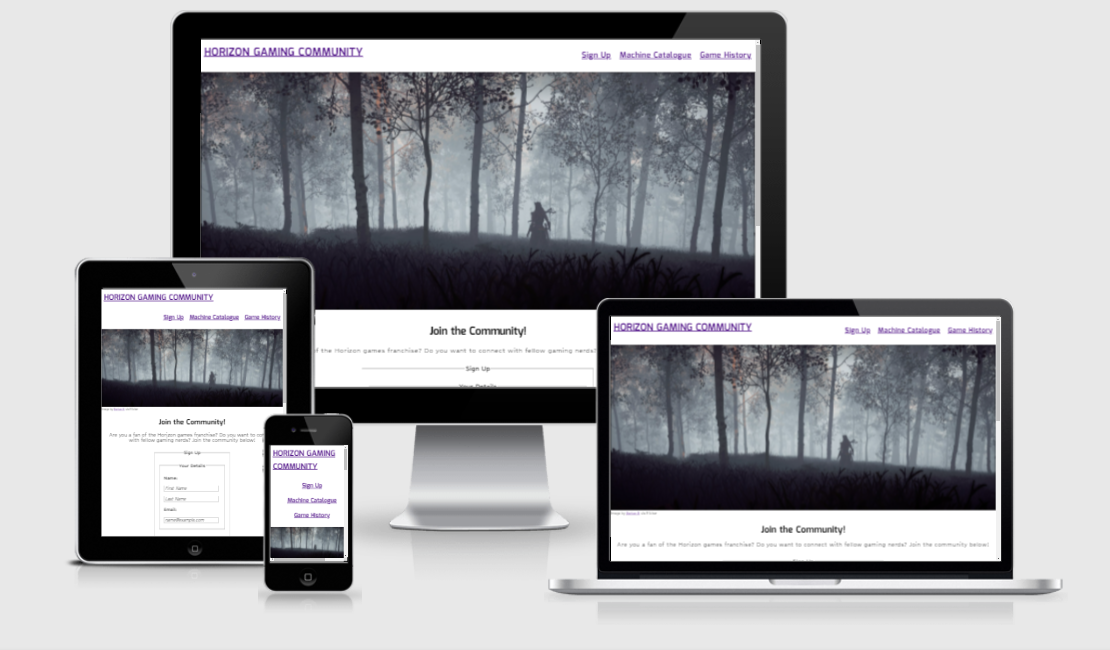 HORIZON GAMING COMMUNITY
Sign Up Machine Catalogue Game History
Join the Community!
of the Horizon games franchise? Do you want to connect with fellow gaming nerds?
Sign Up
Your Details
HORIZON GAMING COMMUNITY
Sign Up Machine Catalogue Game History
Join the Community!
Are you a fan of the Horizon games franchise? Do you want to
with fellow gaming nerds? Join the community below!
Sign Up
Your Details
Name:
First Name
Last Name
Email:
name@example.com
HORIZON GAMING
COMMUNITY
Sign Up
Machine Catalogue
Game History
HORIZON GAMING COMMUNITY
Sign Up Machine Catalogue Game History
Join the Community!
Are you a fan of the Horizon games franchise? Do you want to connect with fellow gaming nerds? Join the community below!